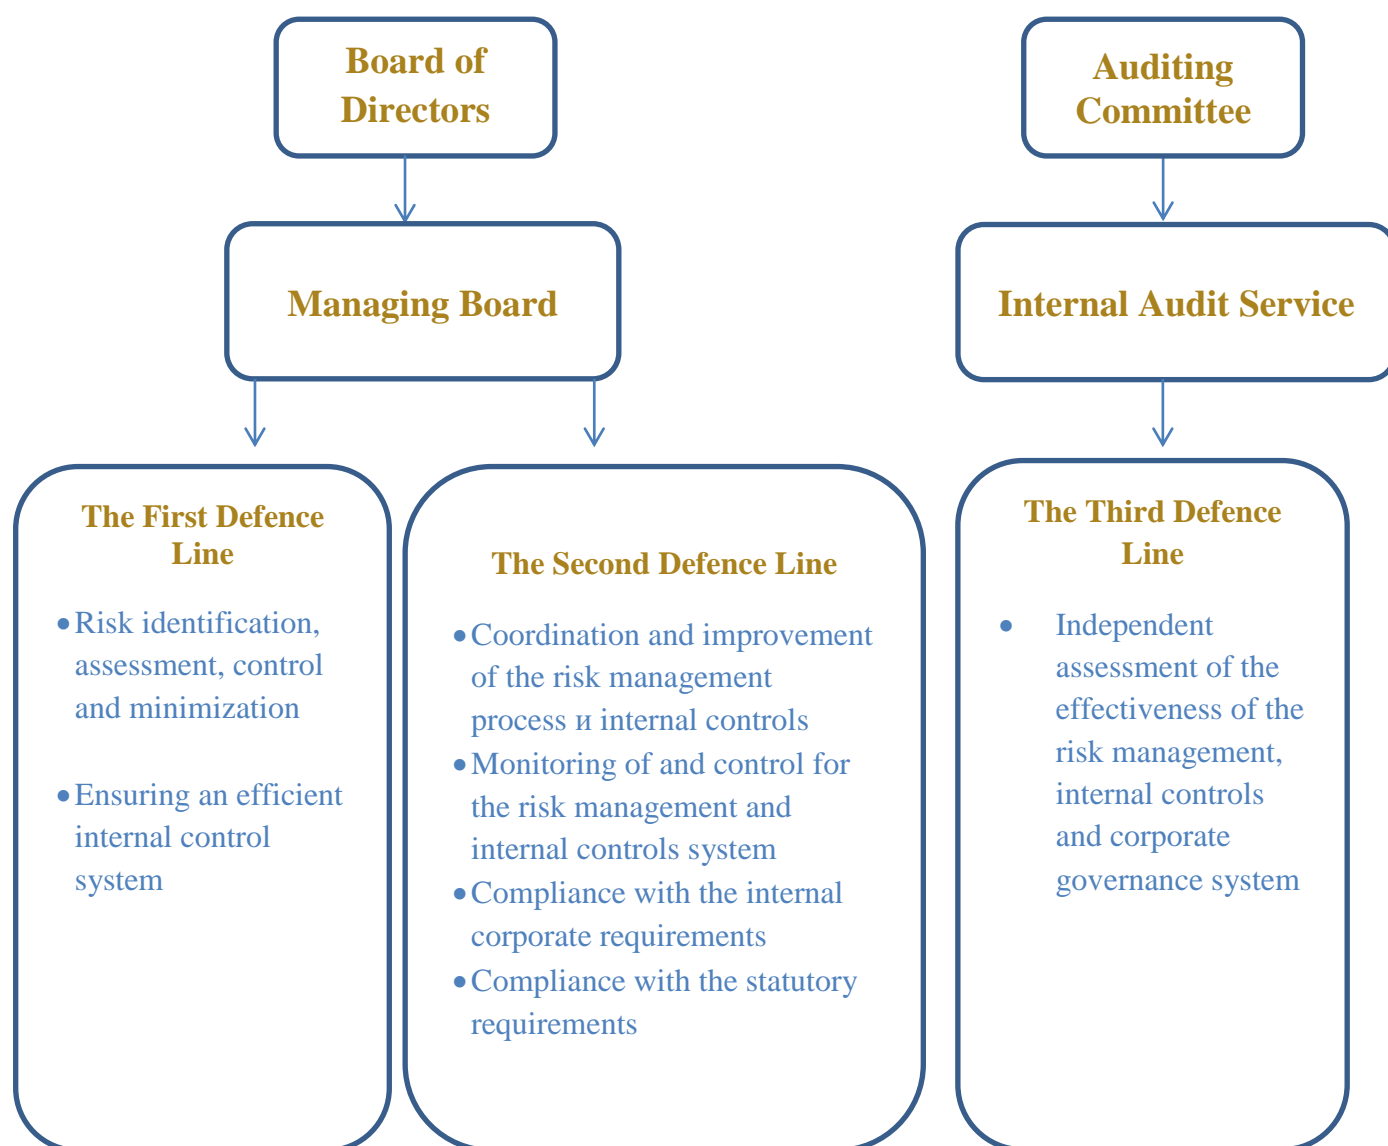 Board of
Directors
Auditing
Committee
Managing Board
Internal Audit Service
The First Defence
Line
•Risk identification,
assessment, control
and minimization
•Ensuring an efficient
internal control
system
The Second Defence Line
•Coordination and improvement
of the risk management
process и internal controls
•Monitoring of and control for
the risk management and
internal controls system
•Compliance with the internal
corporate requirements
•Compliance with the statutory
requirements
The Third Defence
Line
• Independent
assessment of the
effectiveness of the
risk management,
internal controls
and corporate
governance system